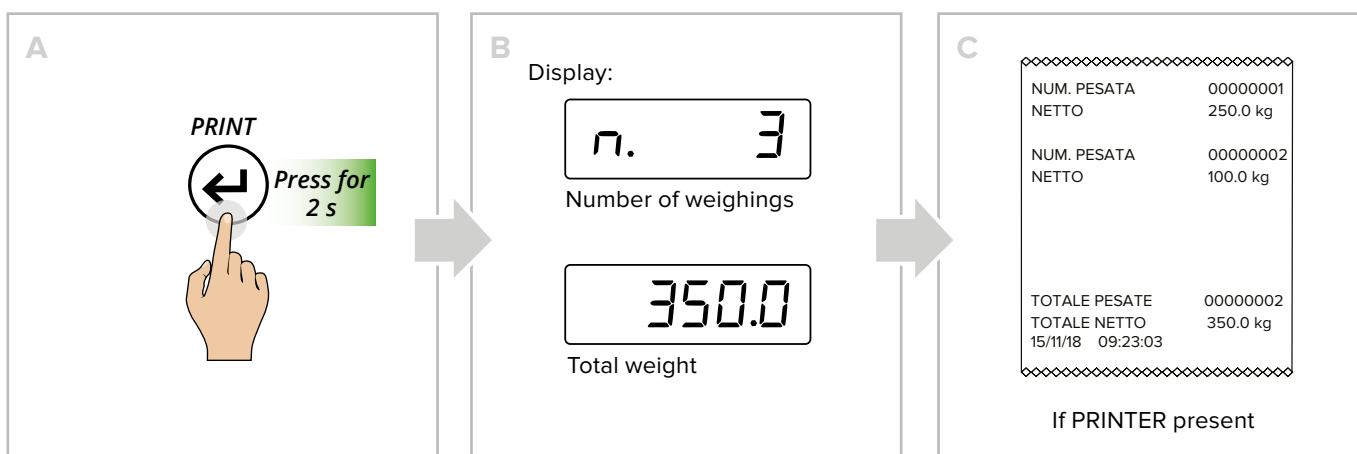 A
PRINT
Press for
2 s
B
Display:
n. 3
Number of weighings
350.0
Total weight
C
NUM. PESATA 00000001
NETTO 250.0 kg
NUM. PESATA 00000002
NETTO 100.0 kg
TOTALE PESATE 00000002
TOTALE NETTO 350.0 kg
15/11/18 09:23:03
If PRINTER present